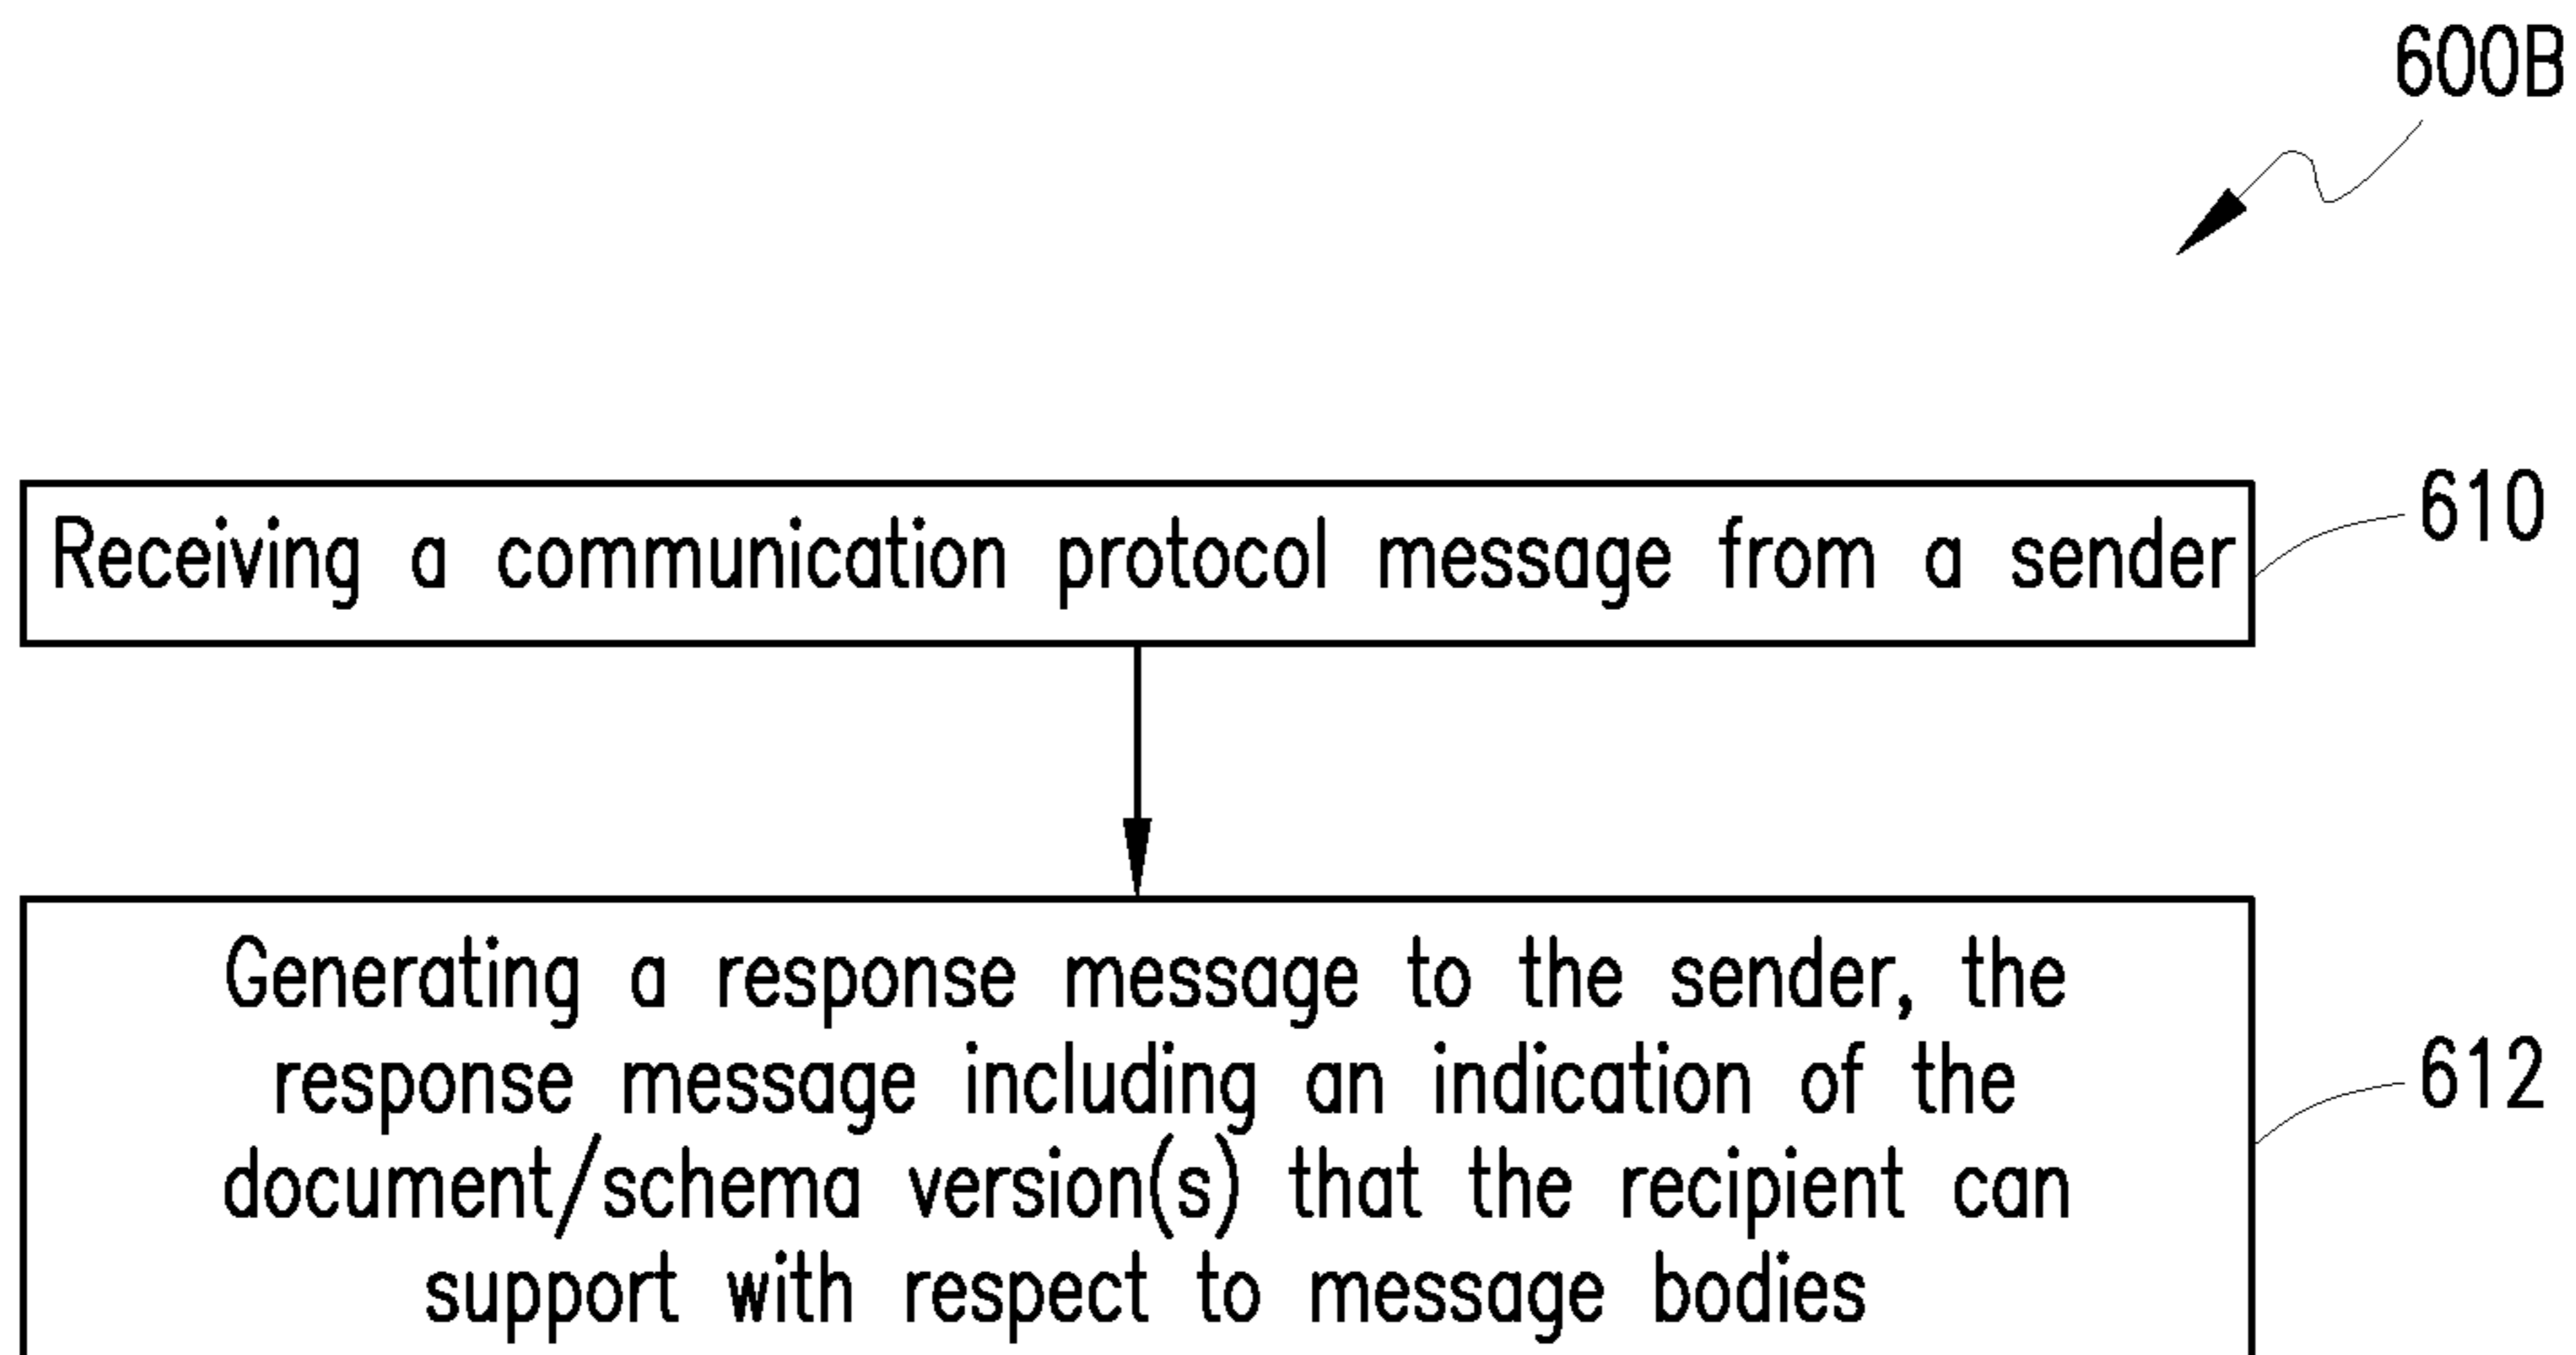 600B
Receiving a communication protocol message from a sender
610
Generating a response message to the sender, the
response message including an indication of the
document/schema version(s) that the recipient can
support with respect to message bodies
612